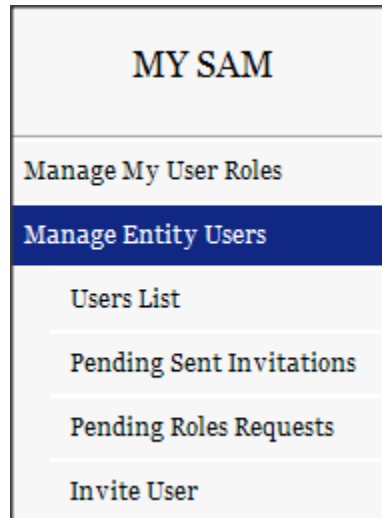 MY SAM
Manage My User Roles
Manage Entity Users
Users List
Pending Sent Invitations
Pending Roles Requests
Invite User